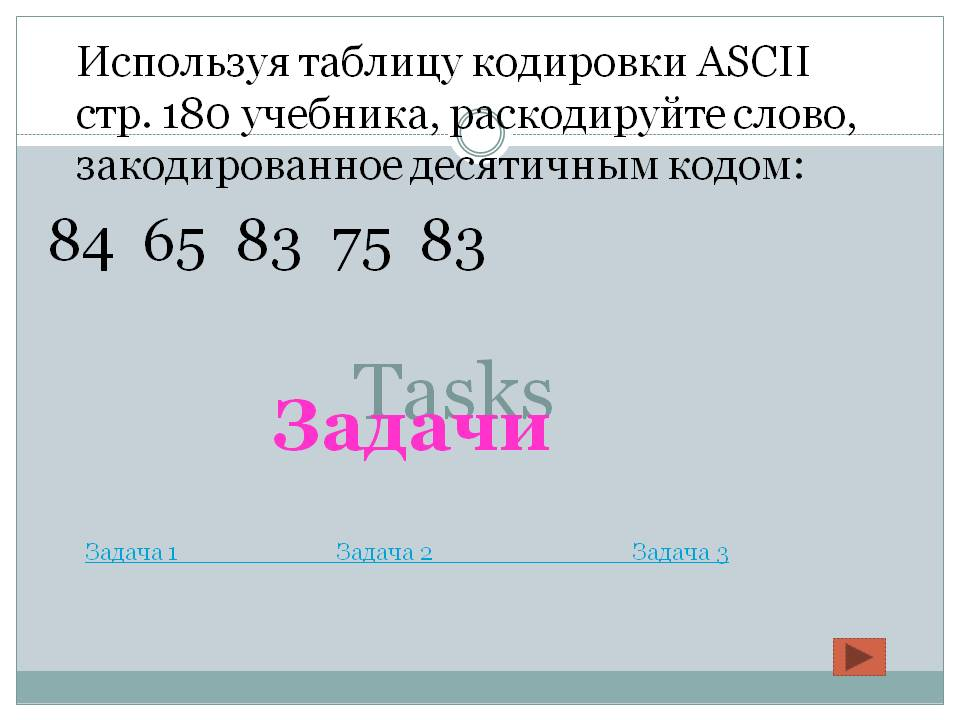 Используя таблицу кодировки ASCII
стр. 180 учебника, раскодируйте слово,
закодированное десятичным кодом:
84 65 83 75 83
Tasks
Задачи
Задача 1 Задача 2 Задача 3